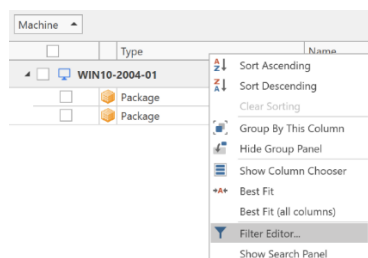 Machine
Type Name
WIN10-2004-01
Package
Package
Sort Ascending
Sort Descending
Clear Sorting
Group By This Column
Hide Group Panel
Show Column Chooser
Best Fit
Best Fit (all columns)
Filter Editor...
Show Search Panel